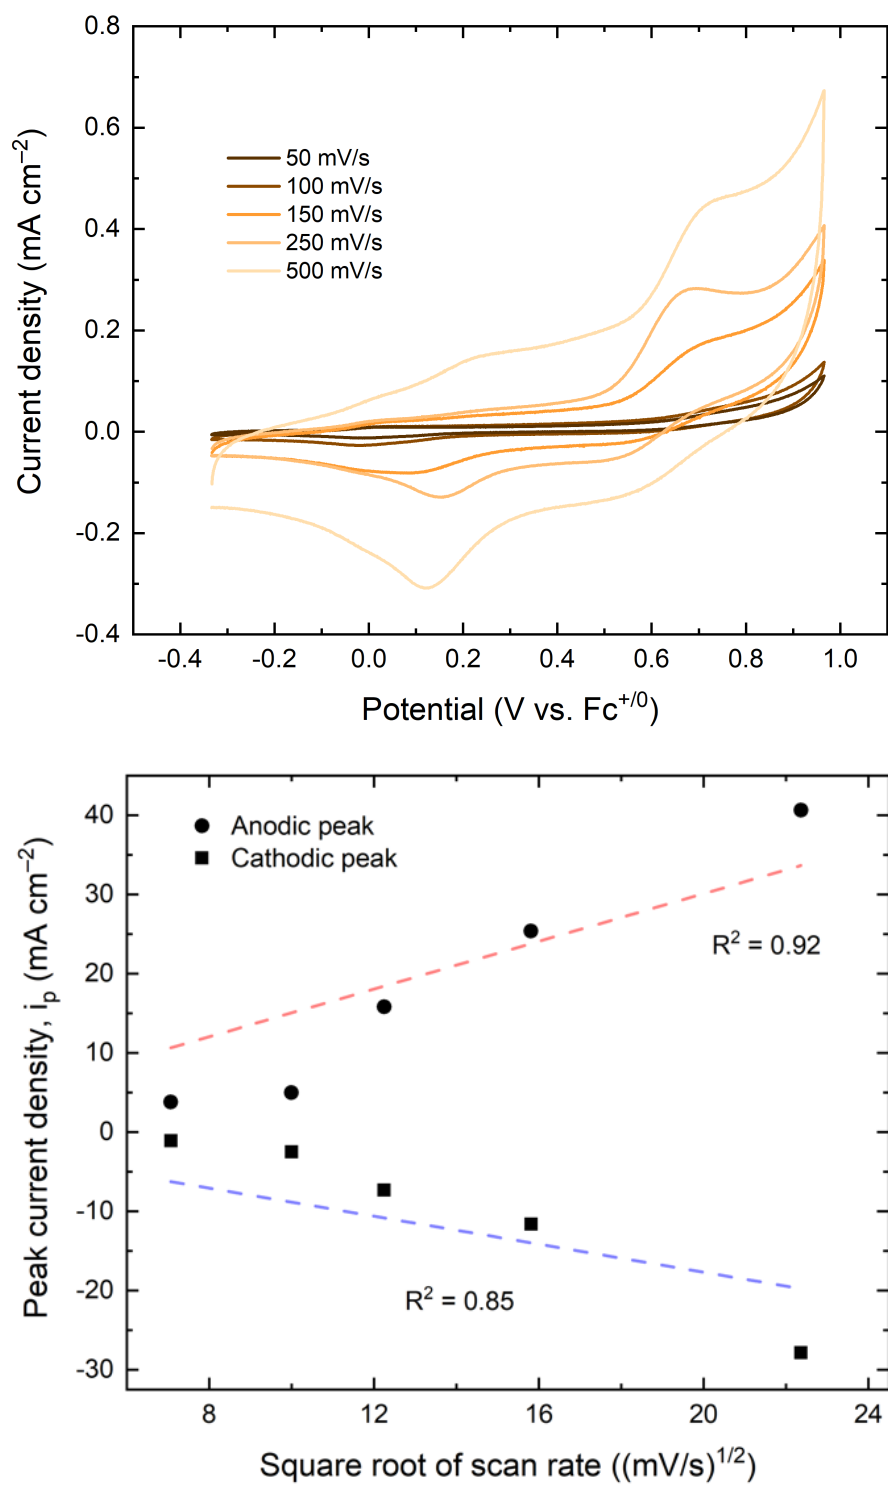 0.8
0.6
0.4
0.2
0.0
-0.2
-0.4
Current density (mA cm⁻²)
50 mV/s
100 mV/s
150 mV/s
250 mV/s
500 mV/s
-0.4 -0.2 0.0 0.2 0.4 0.6 0.8 1.0
Potential (V vs. Fc⁺/⁰)
40
30
20
10
0
-10
-20
-30
Peak current density, iₚ (mA cm⁻²)
Anodic peak
Cathodic peak
R² = 0.92
R² = 0.85
8 12 16 20 24
Square root of scan rate ((mV/s)¹/²)